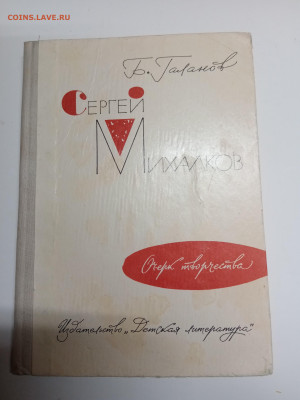 COINS.LAVE.RU
Б. Галанов
СЕРГЕЙ
МИХАЛКОВ
Очерк творчества
Издательство „Детская литература"